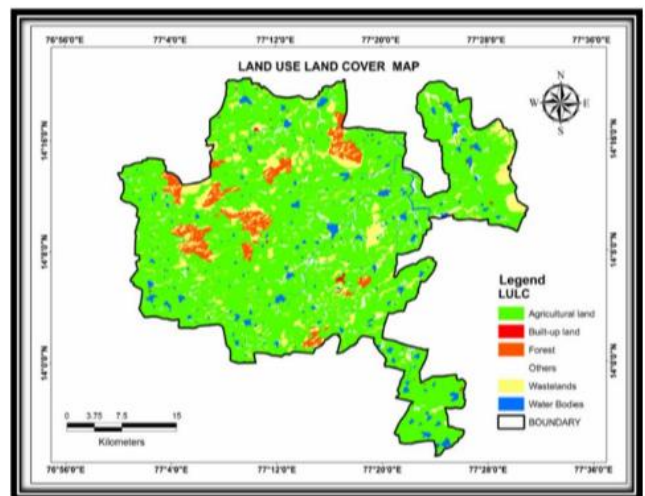 76°56'0"E 77°4'0"E 77°12'0"E 77°20'0"E 77°28'0"E 77°36'0"E
LAND USE LAND COVER MAP
N
W E
S
Legend
LULC
Agricultural land
Built-up land
Forest
Others
Wastelands
Water Bodies
BOUNDARY
0 3.75 7.5 15
Kilometers
14°0'0"N
76°56'0"E 77°4'0"E 77°12'0"E 77°20'0"E 77°28'0"E 77°36'0"E